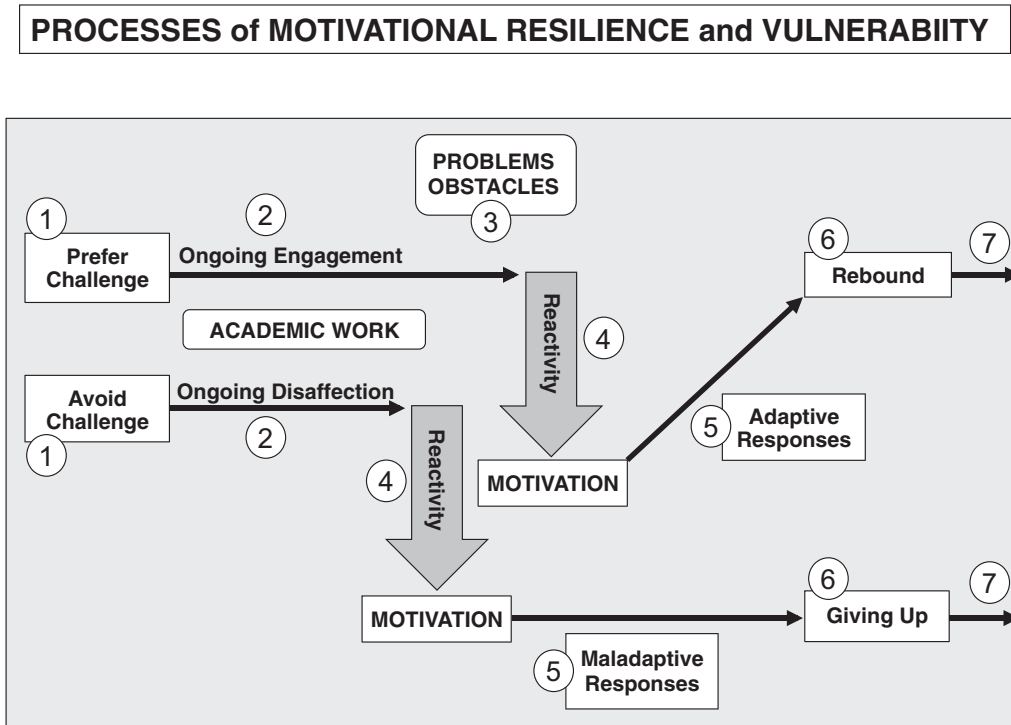 PROCESSES of MOTIVATIONAL RESILIENCE and VULNERABIITY
PROBLEMS
OBSTACLES
3
1
2
Prefer
Challenge
Ongoing Engagement
6
7
Rebound
Reactivity
4
ACADEMIC WORK
Avoid
Challenge
1
Ongoing Disaffection
2
Reactivity
4
MOTIVATION
5
Adaptive
Responses
MOTIVATION
6
7
Giving Up
5
Maladaptive
Responses